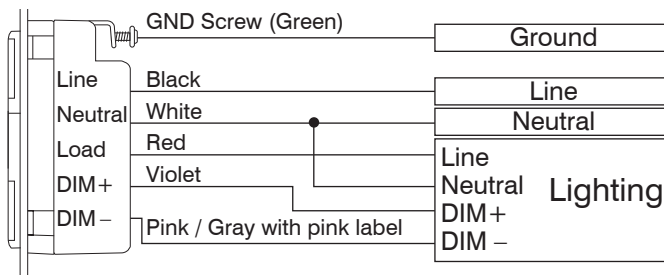 GND Screw (Green)
Ground
Line Black Line
Neutral White Neutral
Load Red Line
DIM+ Violet Neutral Lighting
DIM+
DIM – Pink / Gray with pink label DIM –